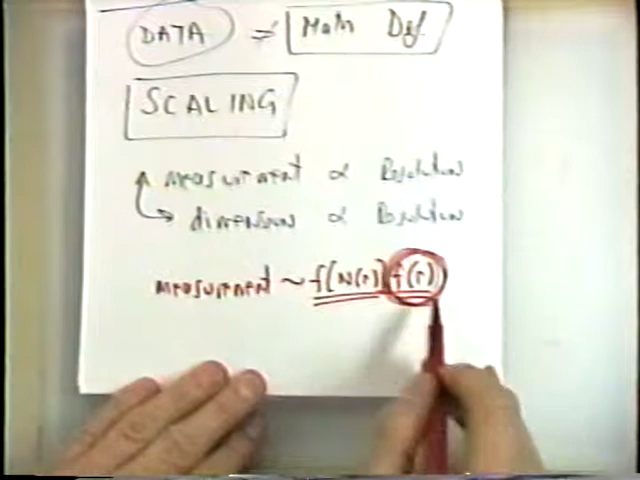 DATA ⇒ Math Def
SCALING
measurement ∝ Resolution
dimension ∝ Resolution
measurement ~ f(N(r)) f(r)